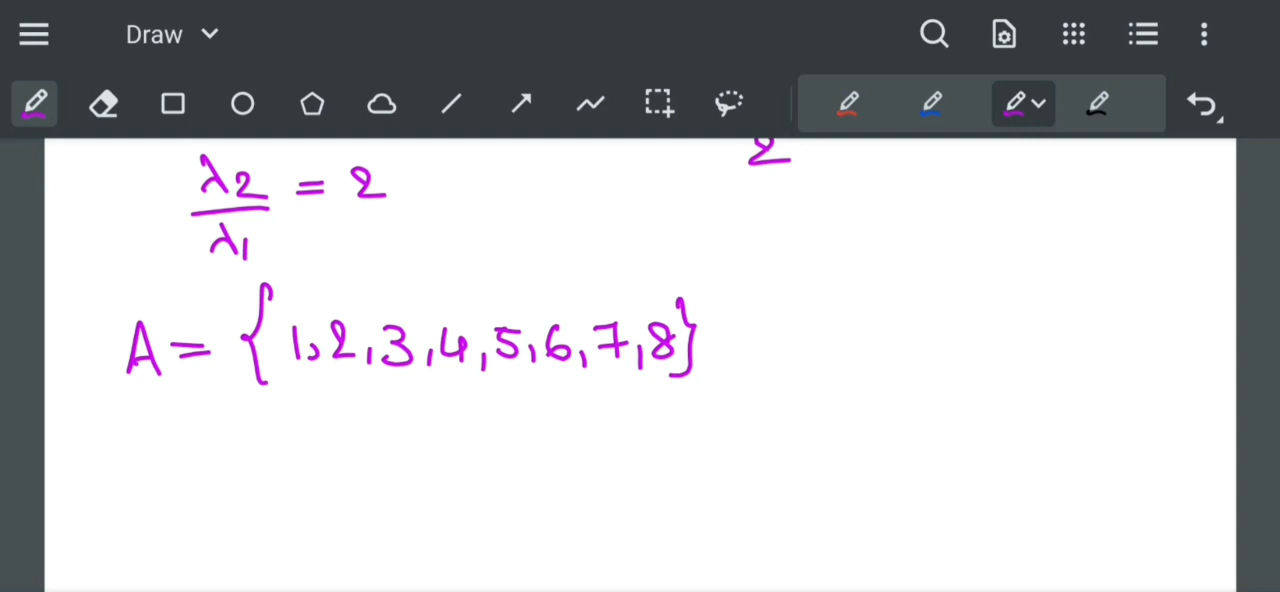 Draw
2
λ2/λ1 = 2
A = { 1, 2, 3, 4, 5, 6, 7, 8}